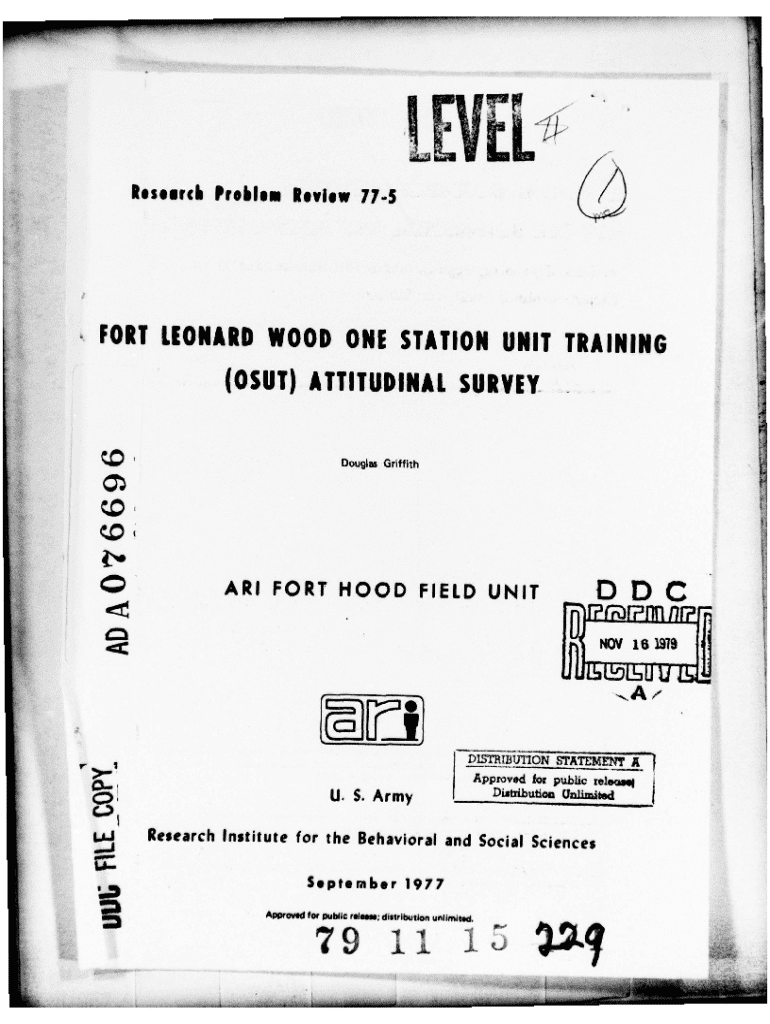 LEVEL
Research Problem Review 77-5
FORT LEONARD WOOD ONE STATION UNIT TRAINING
(OSUT) ATTITUDINAL SURVEY
Douglas Griffith
ADA076696
ARI FORT HOOD FIELD UNIT
DDC
RECEIVED
NOV 16 1979
RECEIVED
A
ari
DISTRIBUTION STATEMENT A
Approved for public release;
Distribution Unlimited
U. S. Army
DDC FILE COPY
Research Institute for the Behavioral and Social Sciences
September 1977
Approved for public release; distribution unlimited.
79 11 15 229